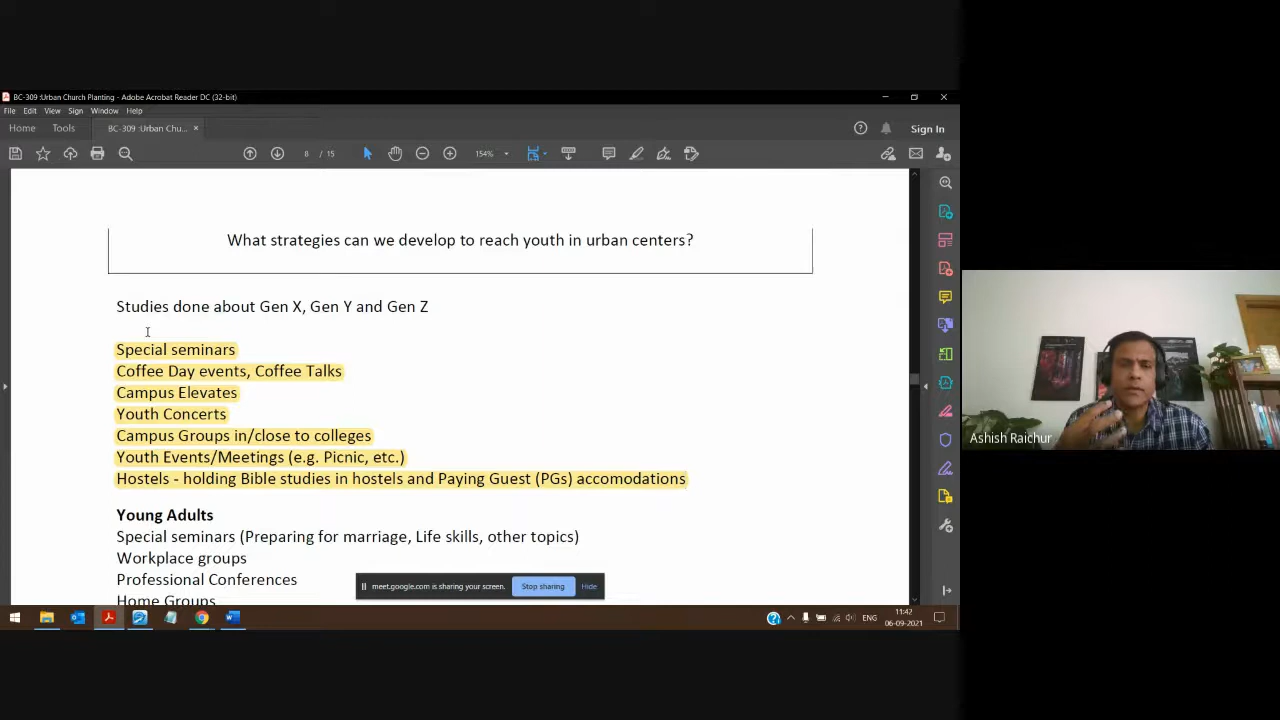 BC-309 :Urban Church Planting - Adobe Acrobat Reader DC (32-bit)
File Edit View Sign Window Help
Home Tools BC-309 :Urban Chu... × Sign In
8 / 15 154%
What strategies can we develop to reach youth in urban centers?
Studies done about Gen X, Gen Y and Gen Z
Special seminars
Coffee Day events, Coffee Talks
Campus Elevates
Youth Concerts
Campus Groups in/close to colleges
Youth Events/Meetings (e.g. Picnic, etc.)
Hostels - holding Bible studies in hostels and Paying Guest (PGs) accomodations
Young Adults
Special seminars (Preparing for marriage, Life skills, other topics)
Workplace groups
Professional Conferences
Home Groups
meet.google.com is sharing your screen. Stop sharing Hide
ENG
11:42
06-09-2021
Ashish Raichur